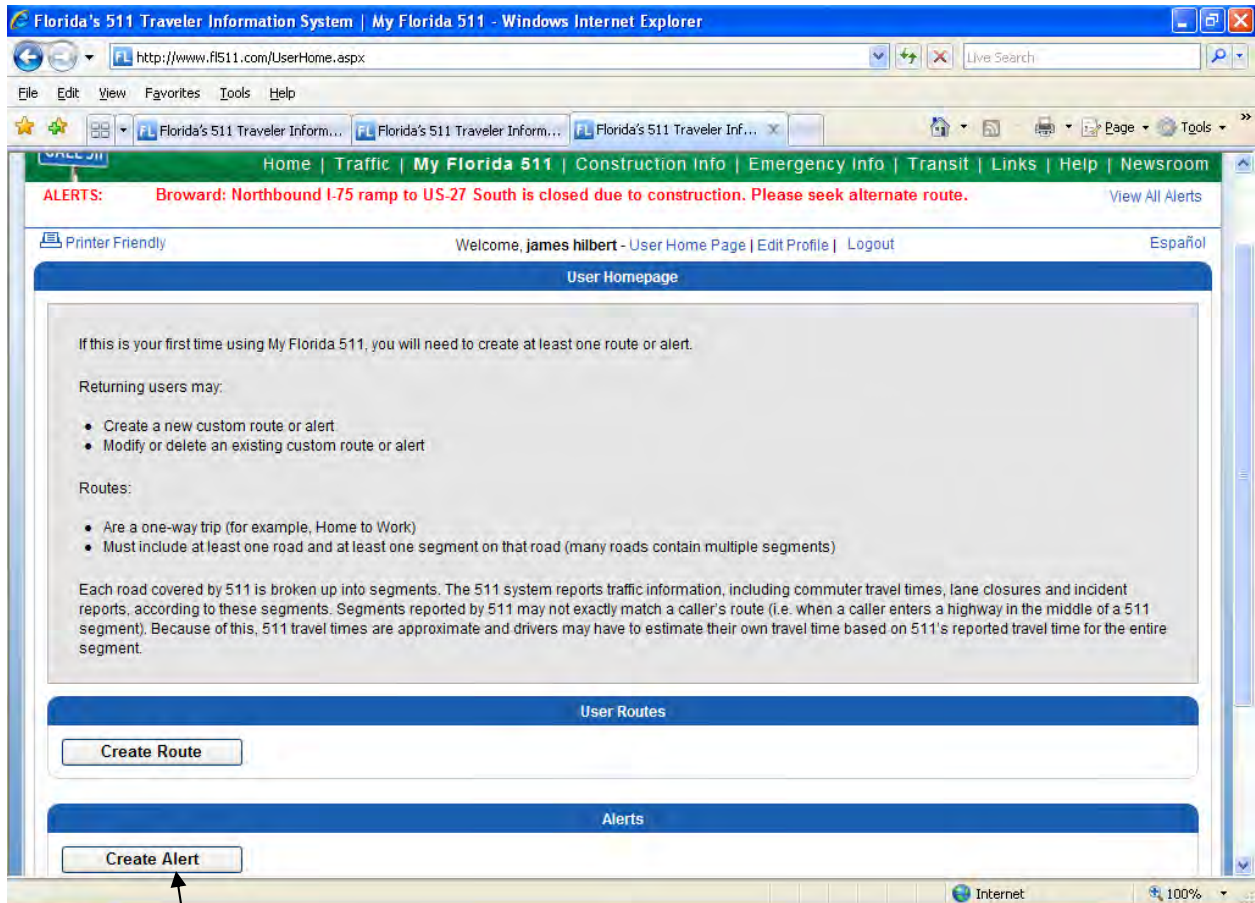 Florida's 511 Traveler Information System | My Florida 511 - Windows Internet Explorer
http://www.fl511.com/UserHome.aspx
Live Search
File Edit View Favorites Tools Help
Florida's 511 Traveler Inform... Florida's 511 Traveler Inform... Florida's 511 Traveler Inf... Page Tools
CALL 511
Home | Traffic | My Florida 511 | Construction Info | Emergency Info | Transit | Links | Help | Newsroom
ALERTS: Broward: Northbound I-75 ramp to US-27 South is closed due to construction. Please seek alternate route. View All Alerts
Printer Friendly Welcome, james hilbert - User Home Page | Edit Profile | Logout Español
User Homepage
If this is your first time using My Florida 511, you will need to create at least one route or alert.
Returning users may:
• Create a new custom route or alert
• Modify or delete an existing custom route or alert
Routes:
• Are a one-way trip (for example, Home to Work)
• Must include at least one road and at least one segment on that road (many roads contain multiple segments)
Each road covered by 511 is broken up into segments. The 511 system reports traffic information, including commuter travel times, lane closures and incident
reports, according to these segments. Segments reported by 511 may not exactly match a caller's route (i.e. when a caller enters a highway in the middle of a 511
segment). Because of this, 511 travel times are approximate and drivers may have to estimate their own travel time based on 511's reported travel time for the entire
segment.
User Routes
Create Route
Alerts
Create Alert
Internet 100%